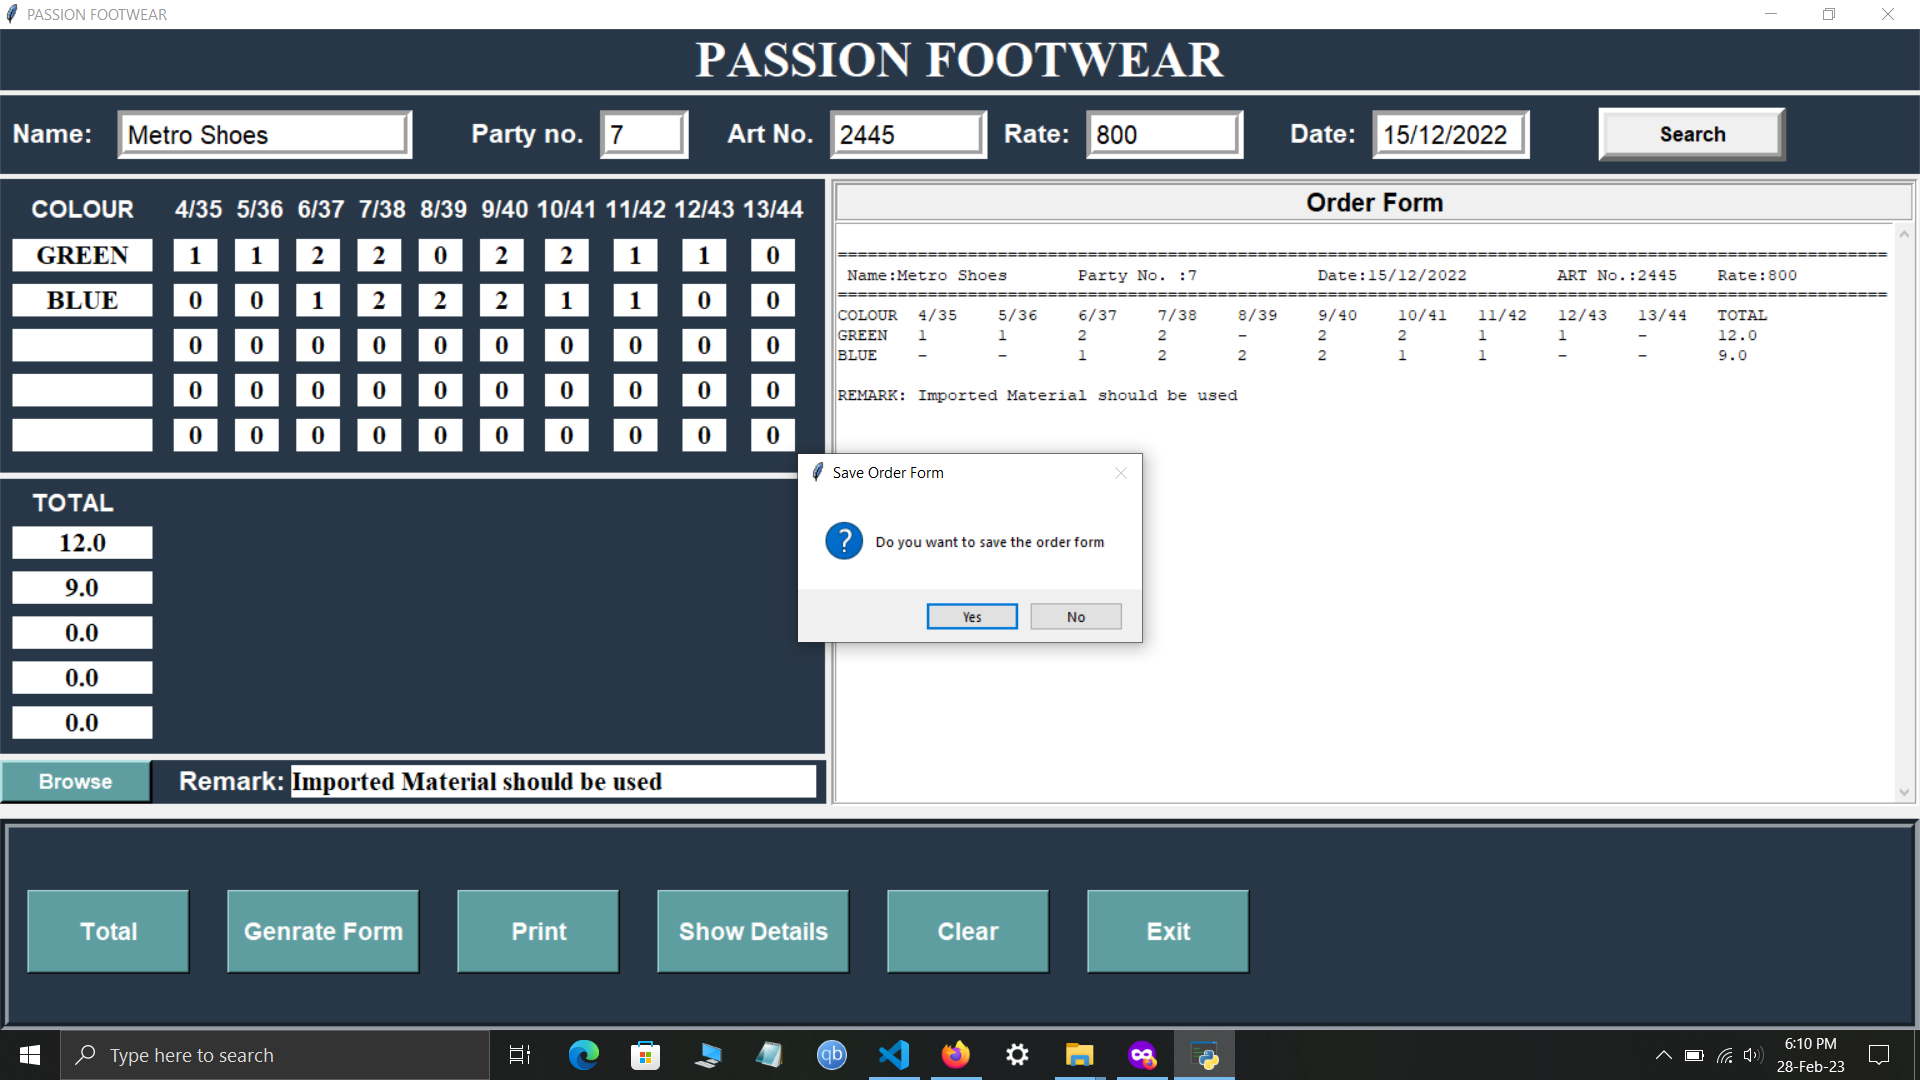 PASSION FOOTWEAR
PASSION FOOTWEAR
Name: Metro Shoes Party no. 7 Art No. 2445 Rate: 800 Date: 15/12/2022 Search
COLOUR 4/35 5/36 6/37 7/38 8/39 9/40 10/41 11/42 12/43 13/44
GREEN 1 1 2 2 0 2 2 1 1 0
BLUE 0 0 1 2 2 2 1 1 0 0
0 0 0 0 0 0 0 0 0 0
0 0 0 0 0 0 0 0 0 0
0 0 0 0 0 0 0 0 0 0
TOTAL
12.0
9.0
0.0
0.0
0.0
Browse Remark: Imported Material should be used
Order Form
Name:Metro Shoes Party No. :7 Date:15/12/2022 ART No.:2445 Rate:800
COLOUR 4/35 5/36 6/37 7/38 8/39 9/40 10/41 11/42 12/43 13/44 TOTAL
GREEN 1 1 2 2 - 2 2 1 1 - 12.0
BLUE - - 1 2 2 2 1 1 - - 9.0
REMARK: Imported Material should be used
Save Order Form
Do you want to save the order form
Yes No
Total Genrate Form Print Show Details Clear Exit
Type here to search
qb
6:10 PM
28-Feb-23